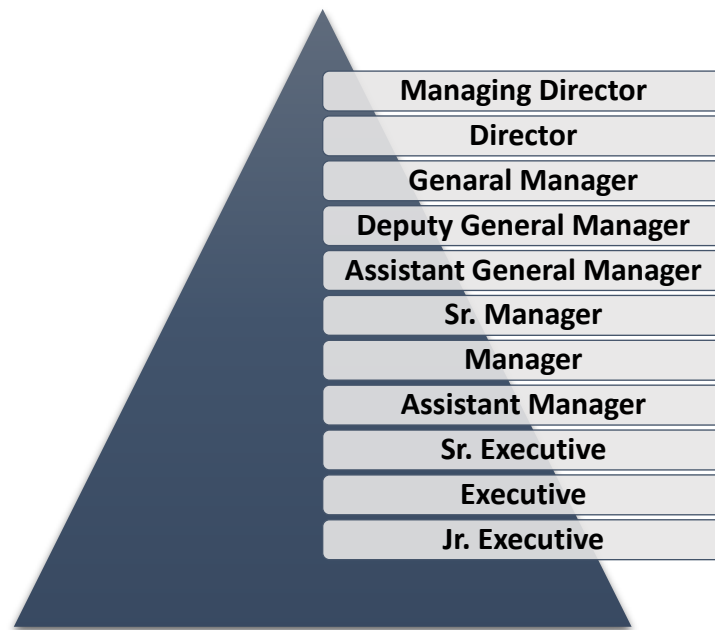 Managing Director
Director
Genaral Manager
Deputy General Manager
Assistant General Manager
Sr. Manager
Manager
Assistant Manager
Sr. Executive
Executive
Jr. Executive